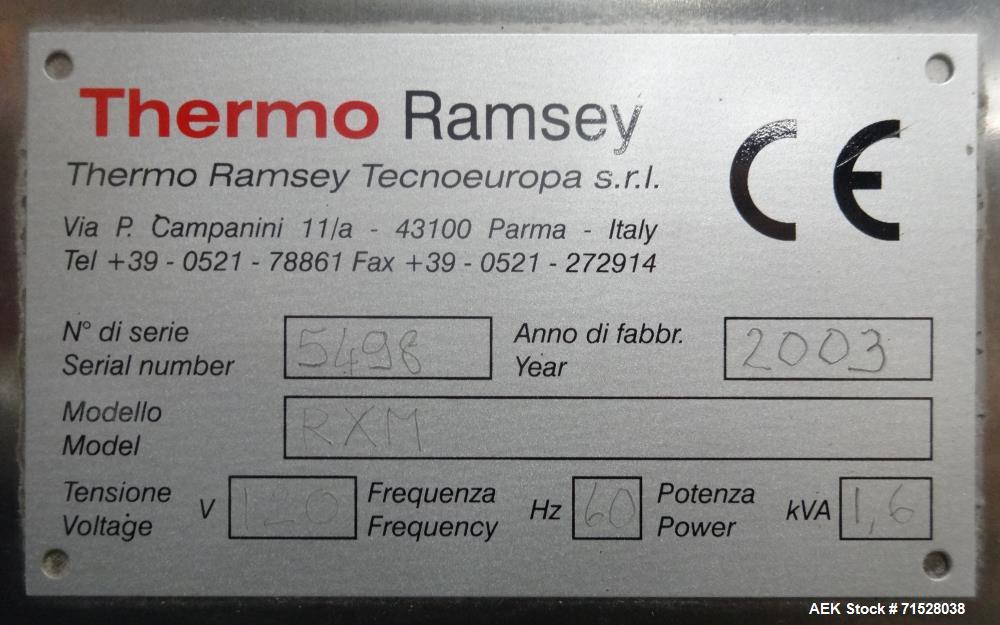 Thermo Ramsey
CE
Thermo Ramsey Tecnoeuropa s.r.l.
Via P. Campanini 11/a - 43100 Parma - Italy
Tel +39 - 0521 - 78861 Fax +39 - 0521 - 272914
N° di serie
Serial number
5498
Anno di fabbr.
Year
2003
Modello
Model
RXM
Tensione
Voltage
V
120
Frequenza
Frequency
Hz
60
Potenza
Power
kVA
1,6
AEK Stock # 71528038